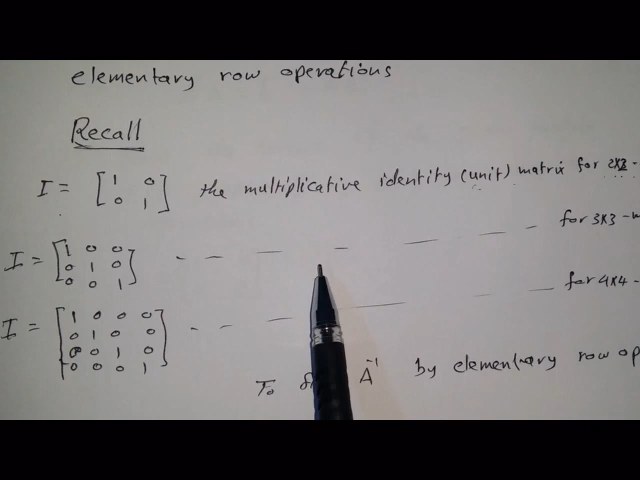 elementary row operations
Recall
I = [1 0 the multiplicative identity (unit) matrix for 2x2 -
0 1]
I = [1 0 0 - - — — — — - for 3x3 -
0 1 0
0 0 1]
I = [1 0 0 0 - - — — — — for 4x4 -
0 1 0 0
0 0 1 0
0 0 0 1]
To A⁻¹ by elementary row op